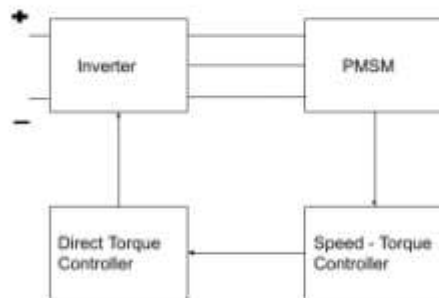 +
Inverter
PMSM
−
Direct Torque
Controller
Speed - Torque
Controller